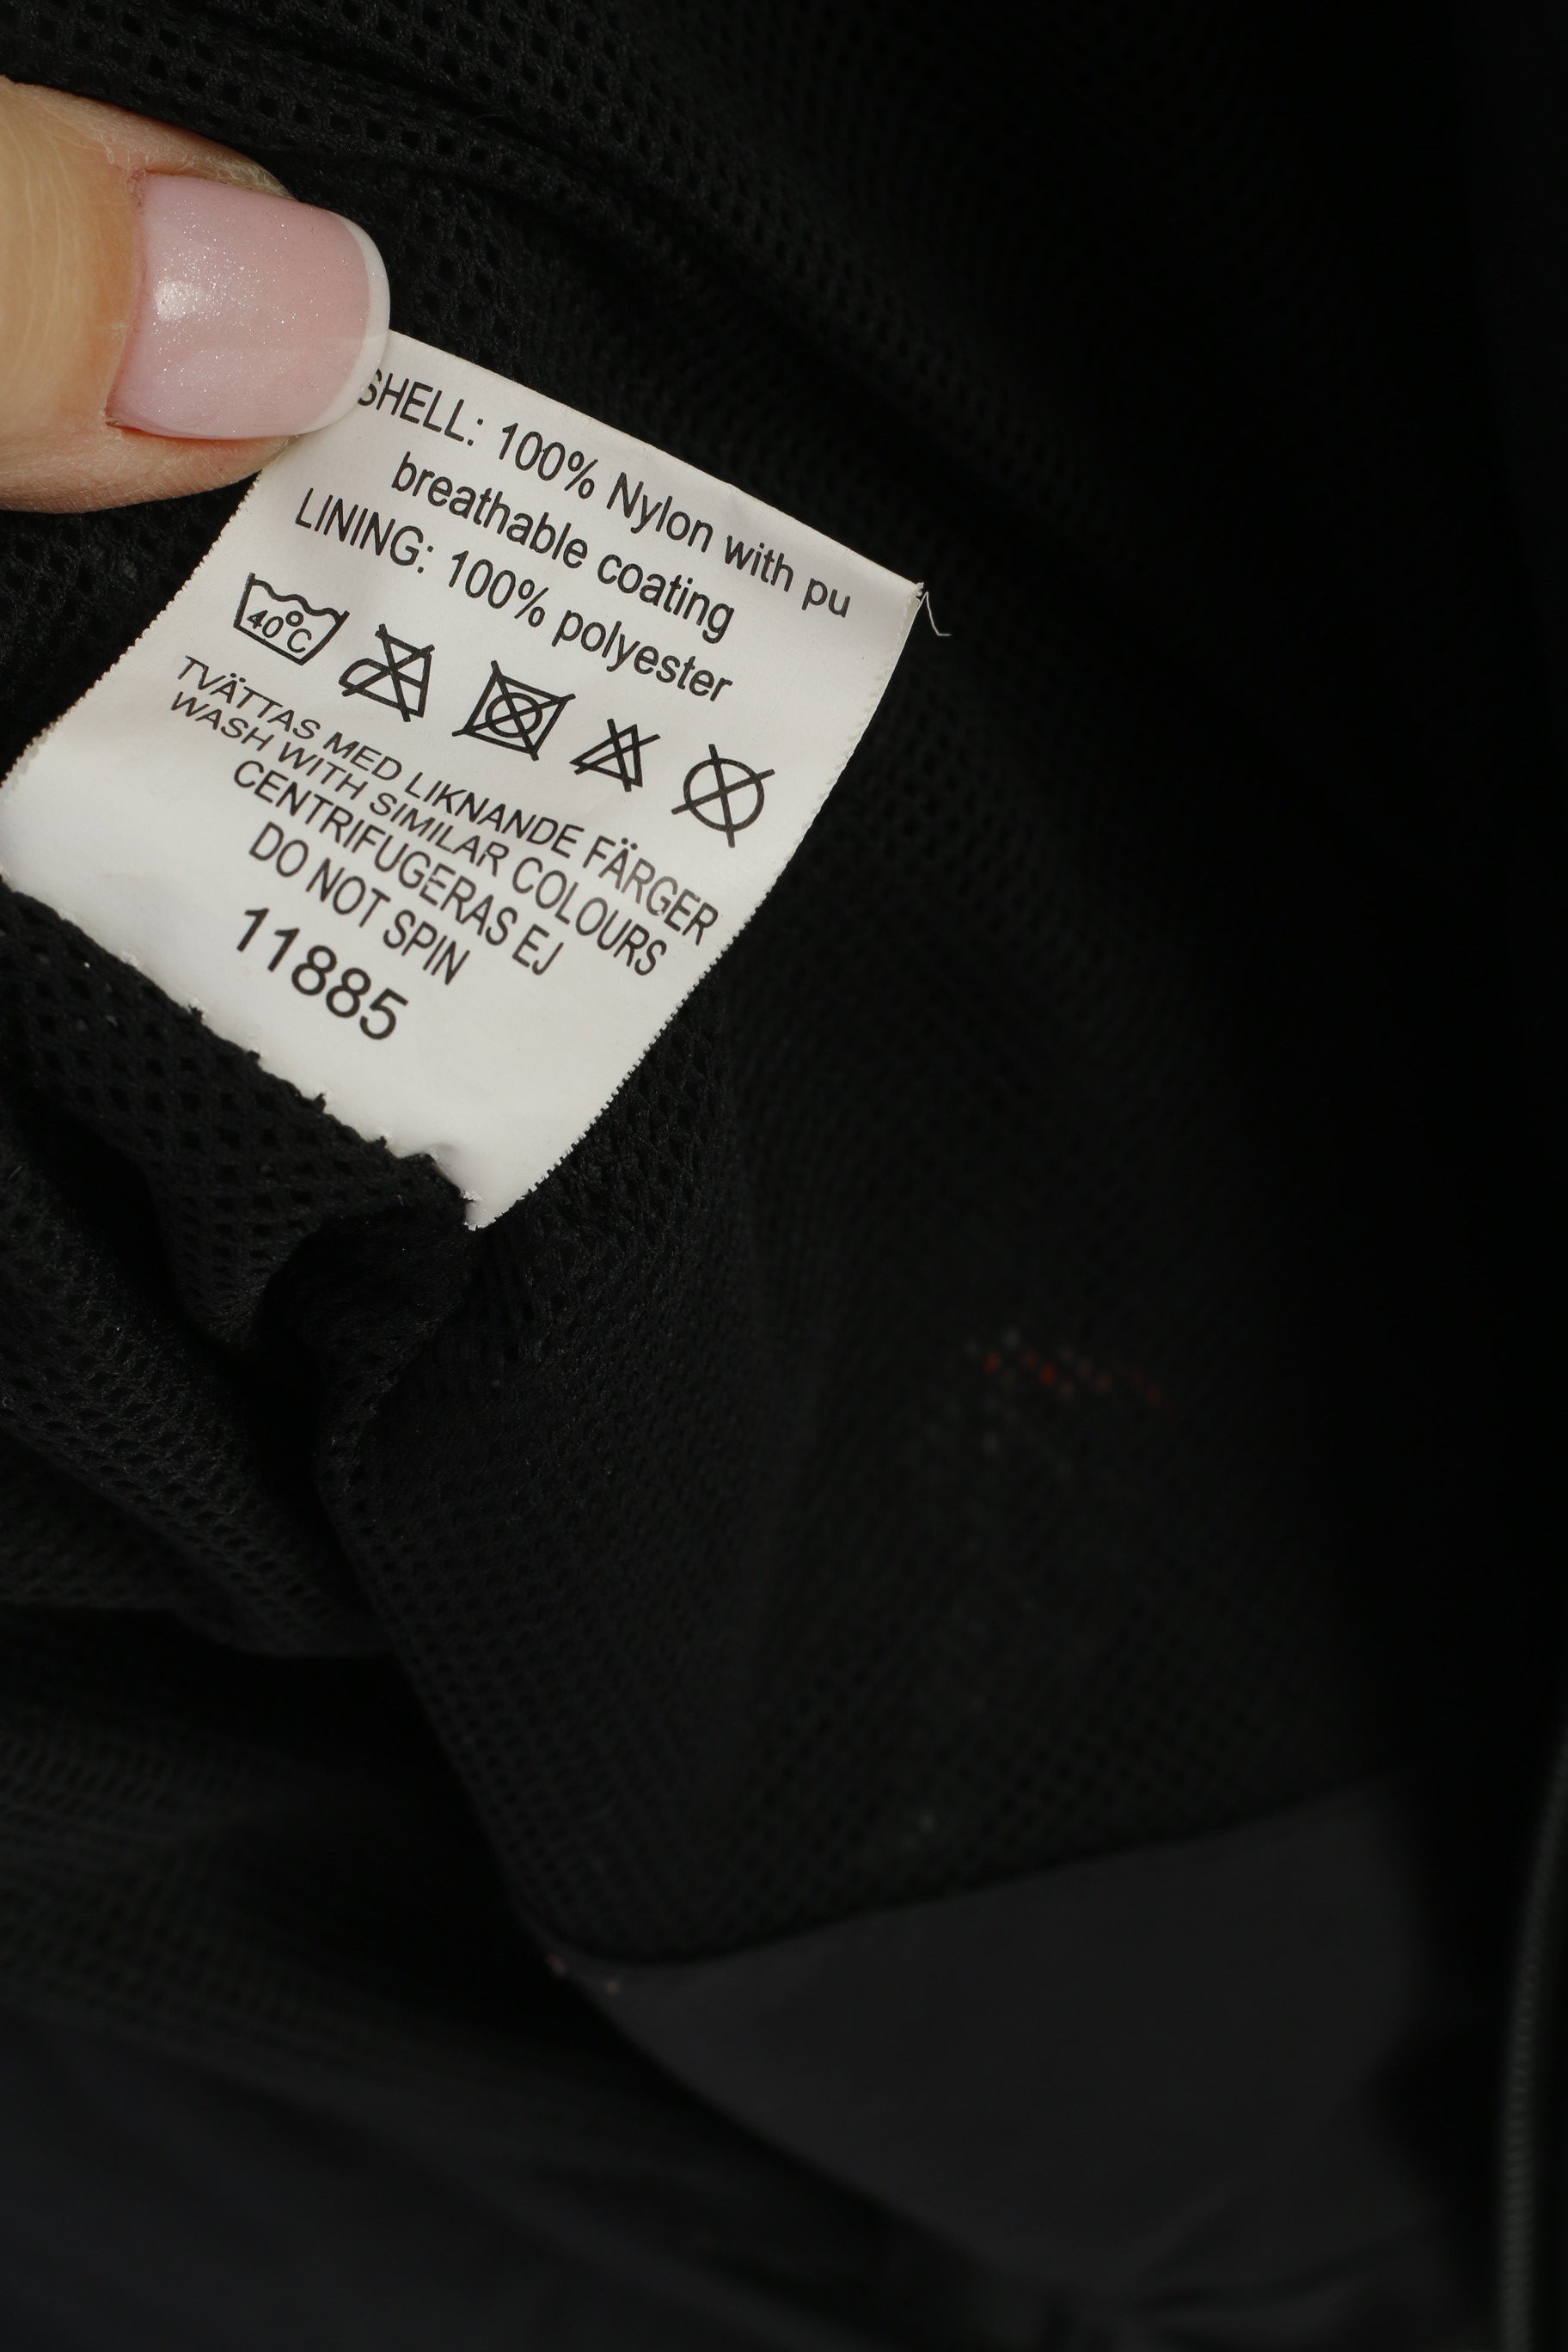 SHELL: 100% Nylon with pu
breathable coating
LINING: 100% polyester
40°C
TVÄTTAS MED LIKNANDE FÄRGER
WASH WITH SIMILAR COLOURS
CENTRIFUGERAS EJ
DO NOT SPIN
11885